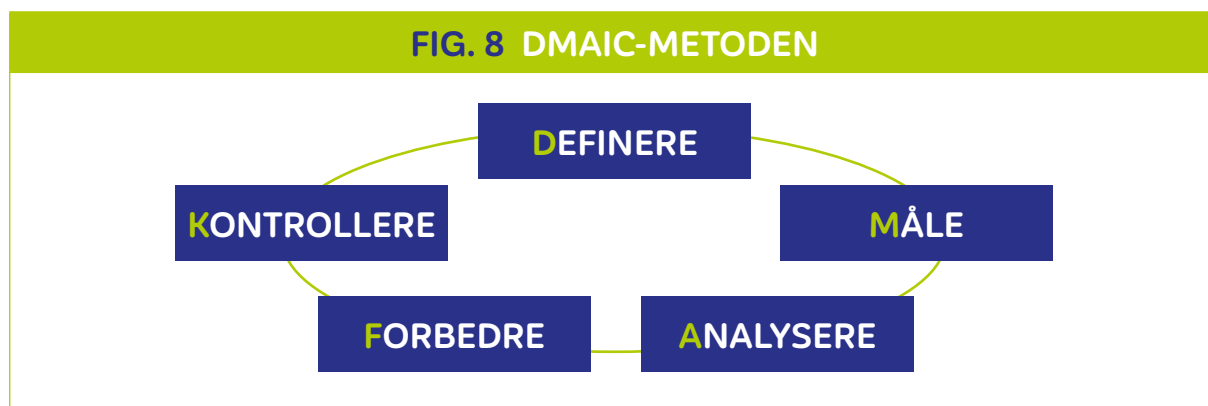 FIG. 8 DMAIC-METODEN
DEFINERE
KONTROLLERE
MÅLE
FORBEDRE
ANALYSERE